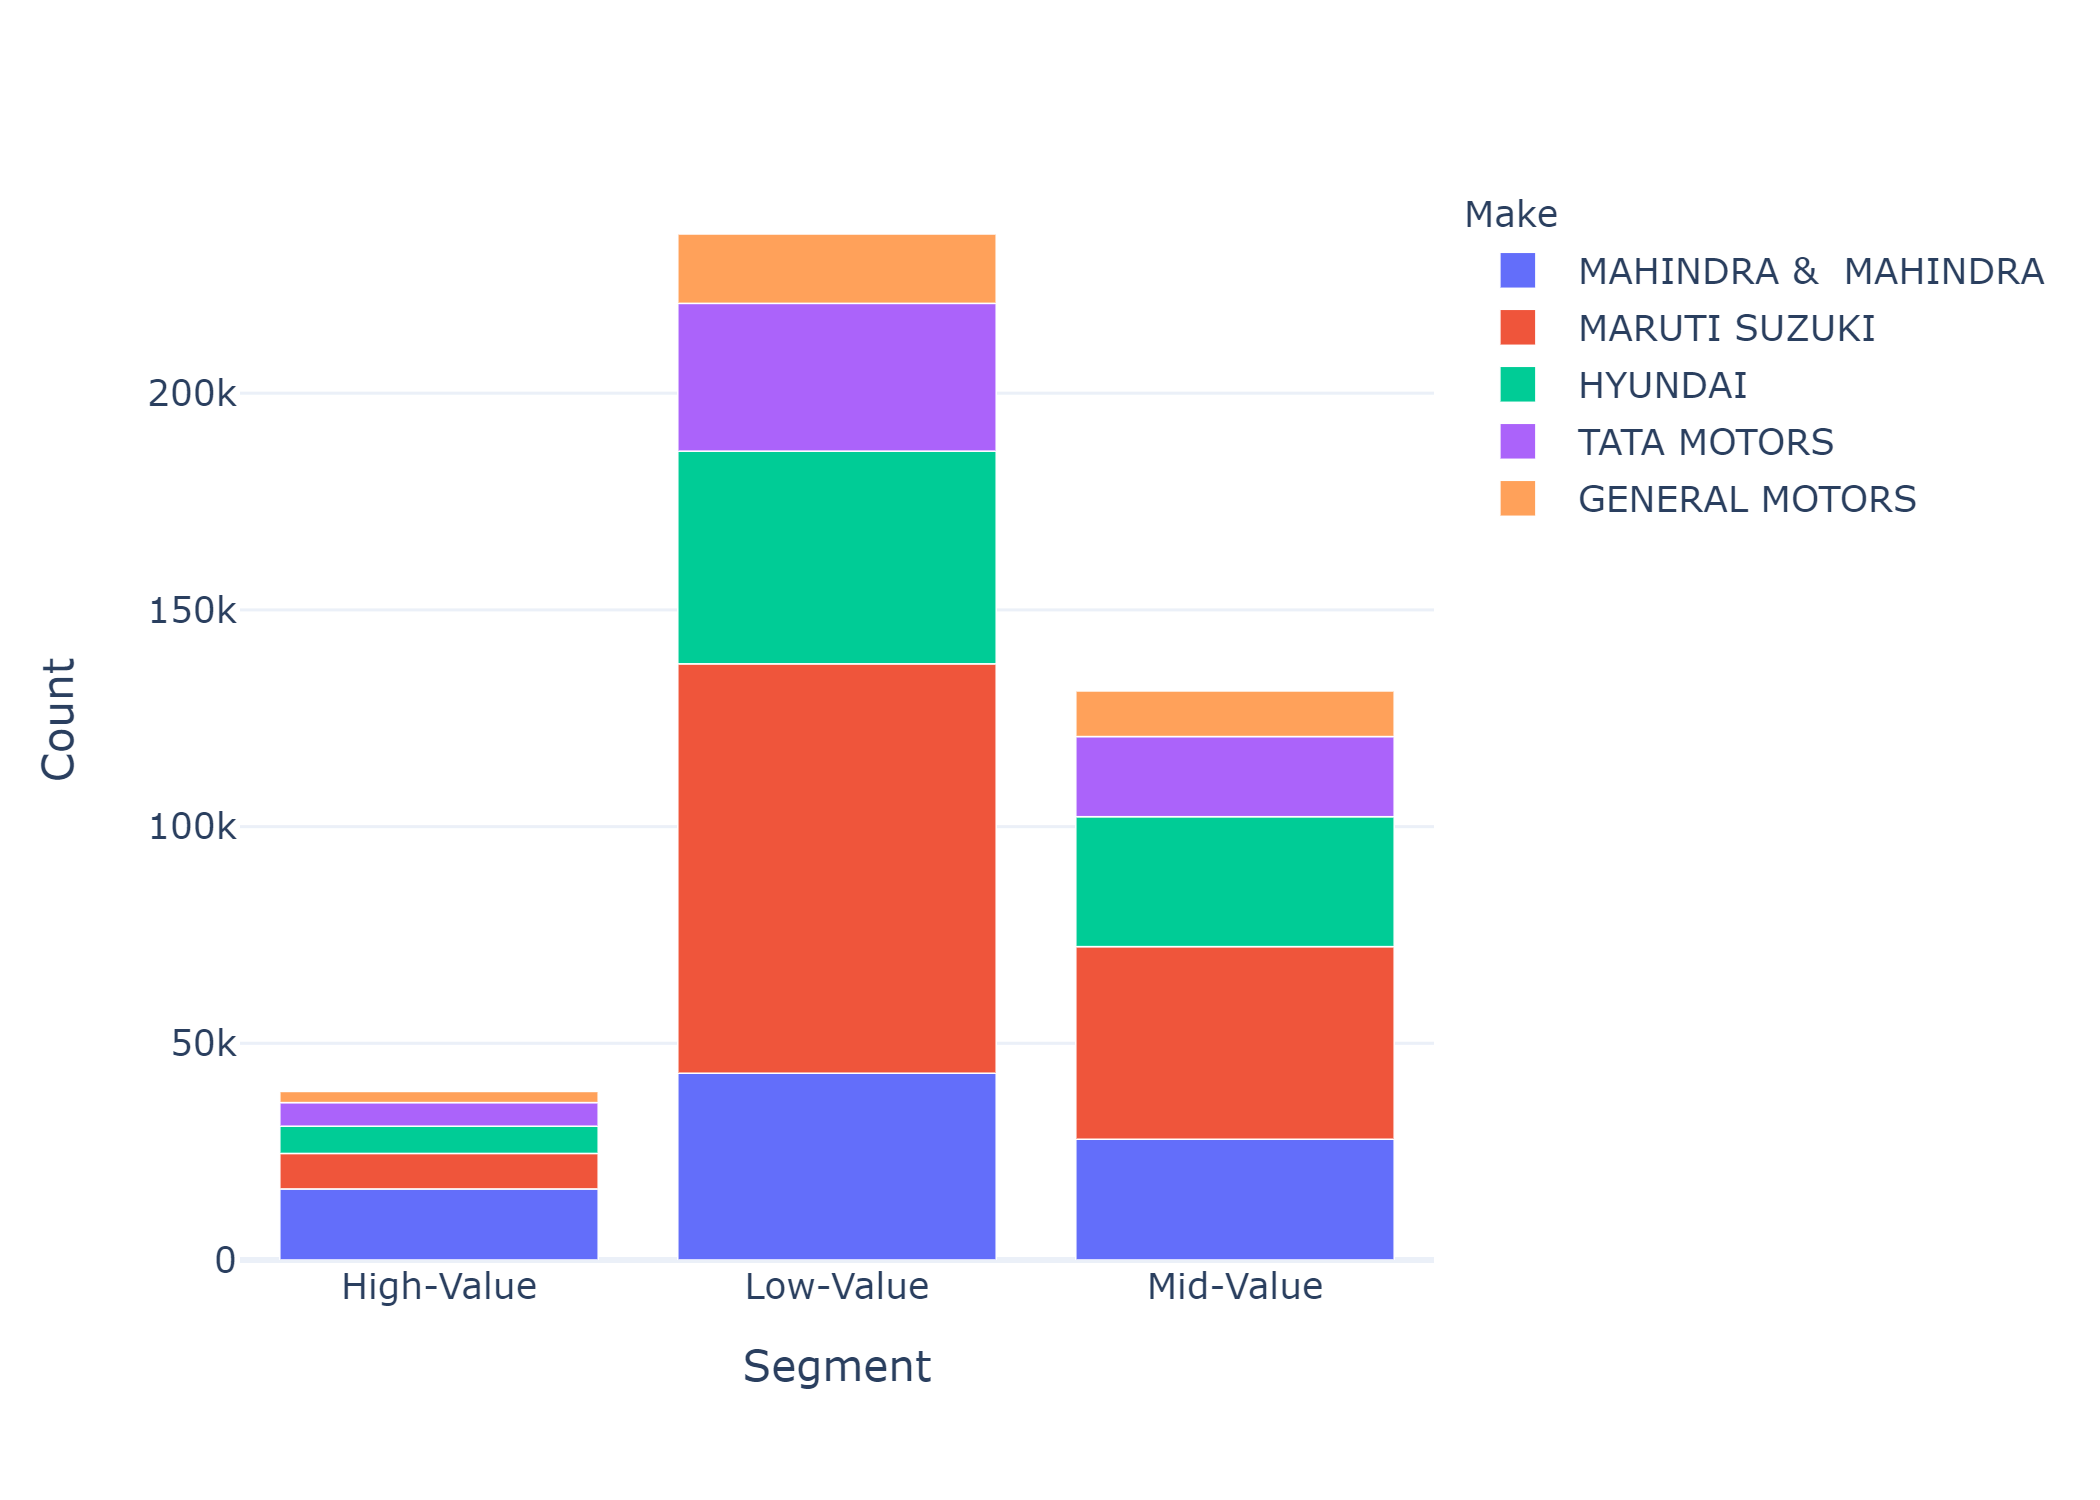 Make
MAHINDRA &  MAHINDRA
MARUTI SUZUKI
HYUNDAI
TATA MOTORS
GENERAL MOTORS
200k
150k
100k
50k
0
Count
High-Value
Low-Value
Mid-Value
Segment